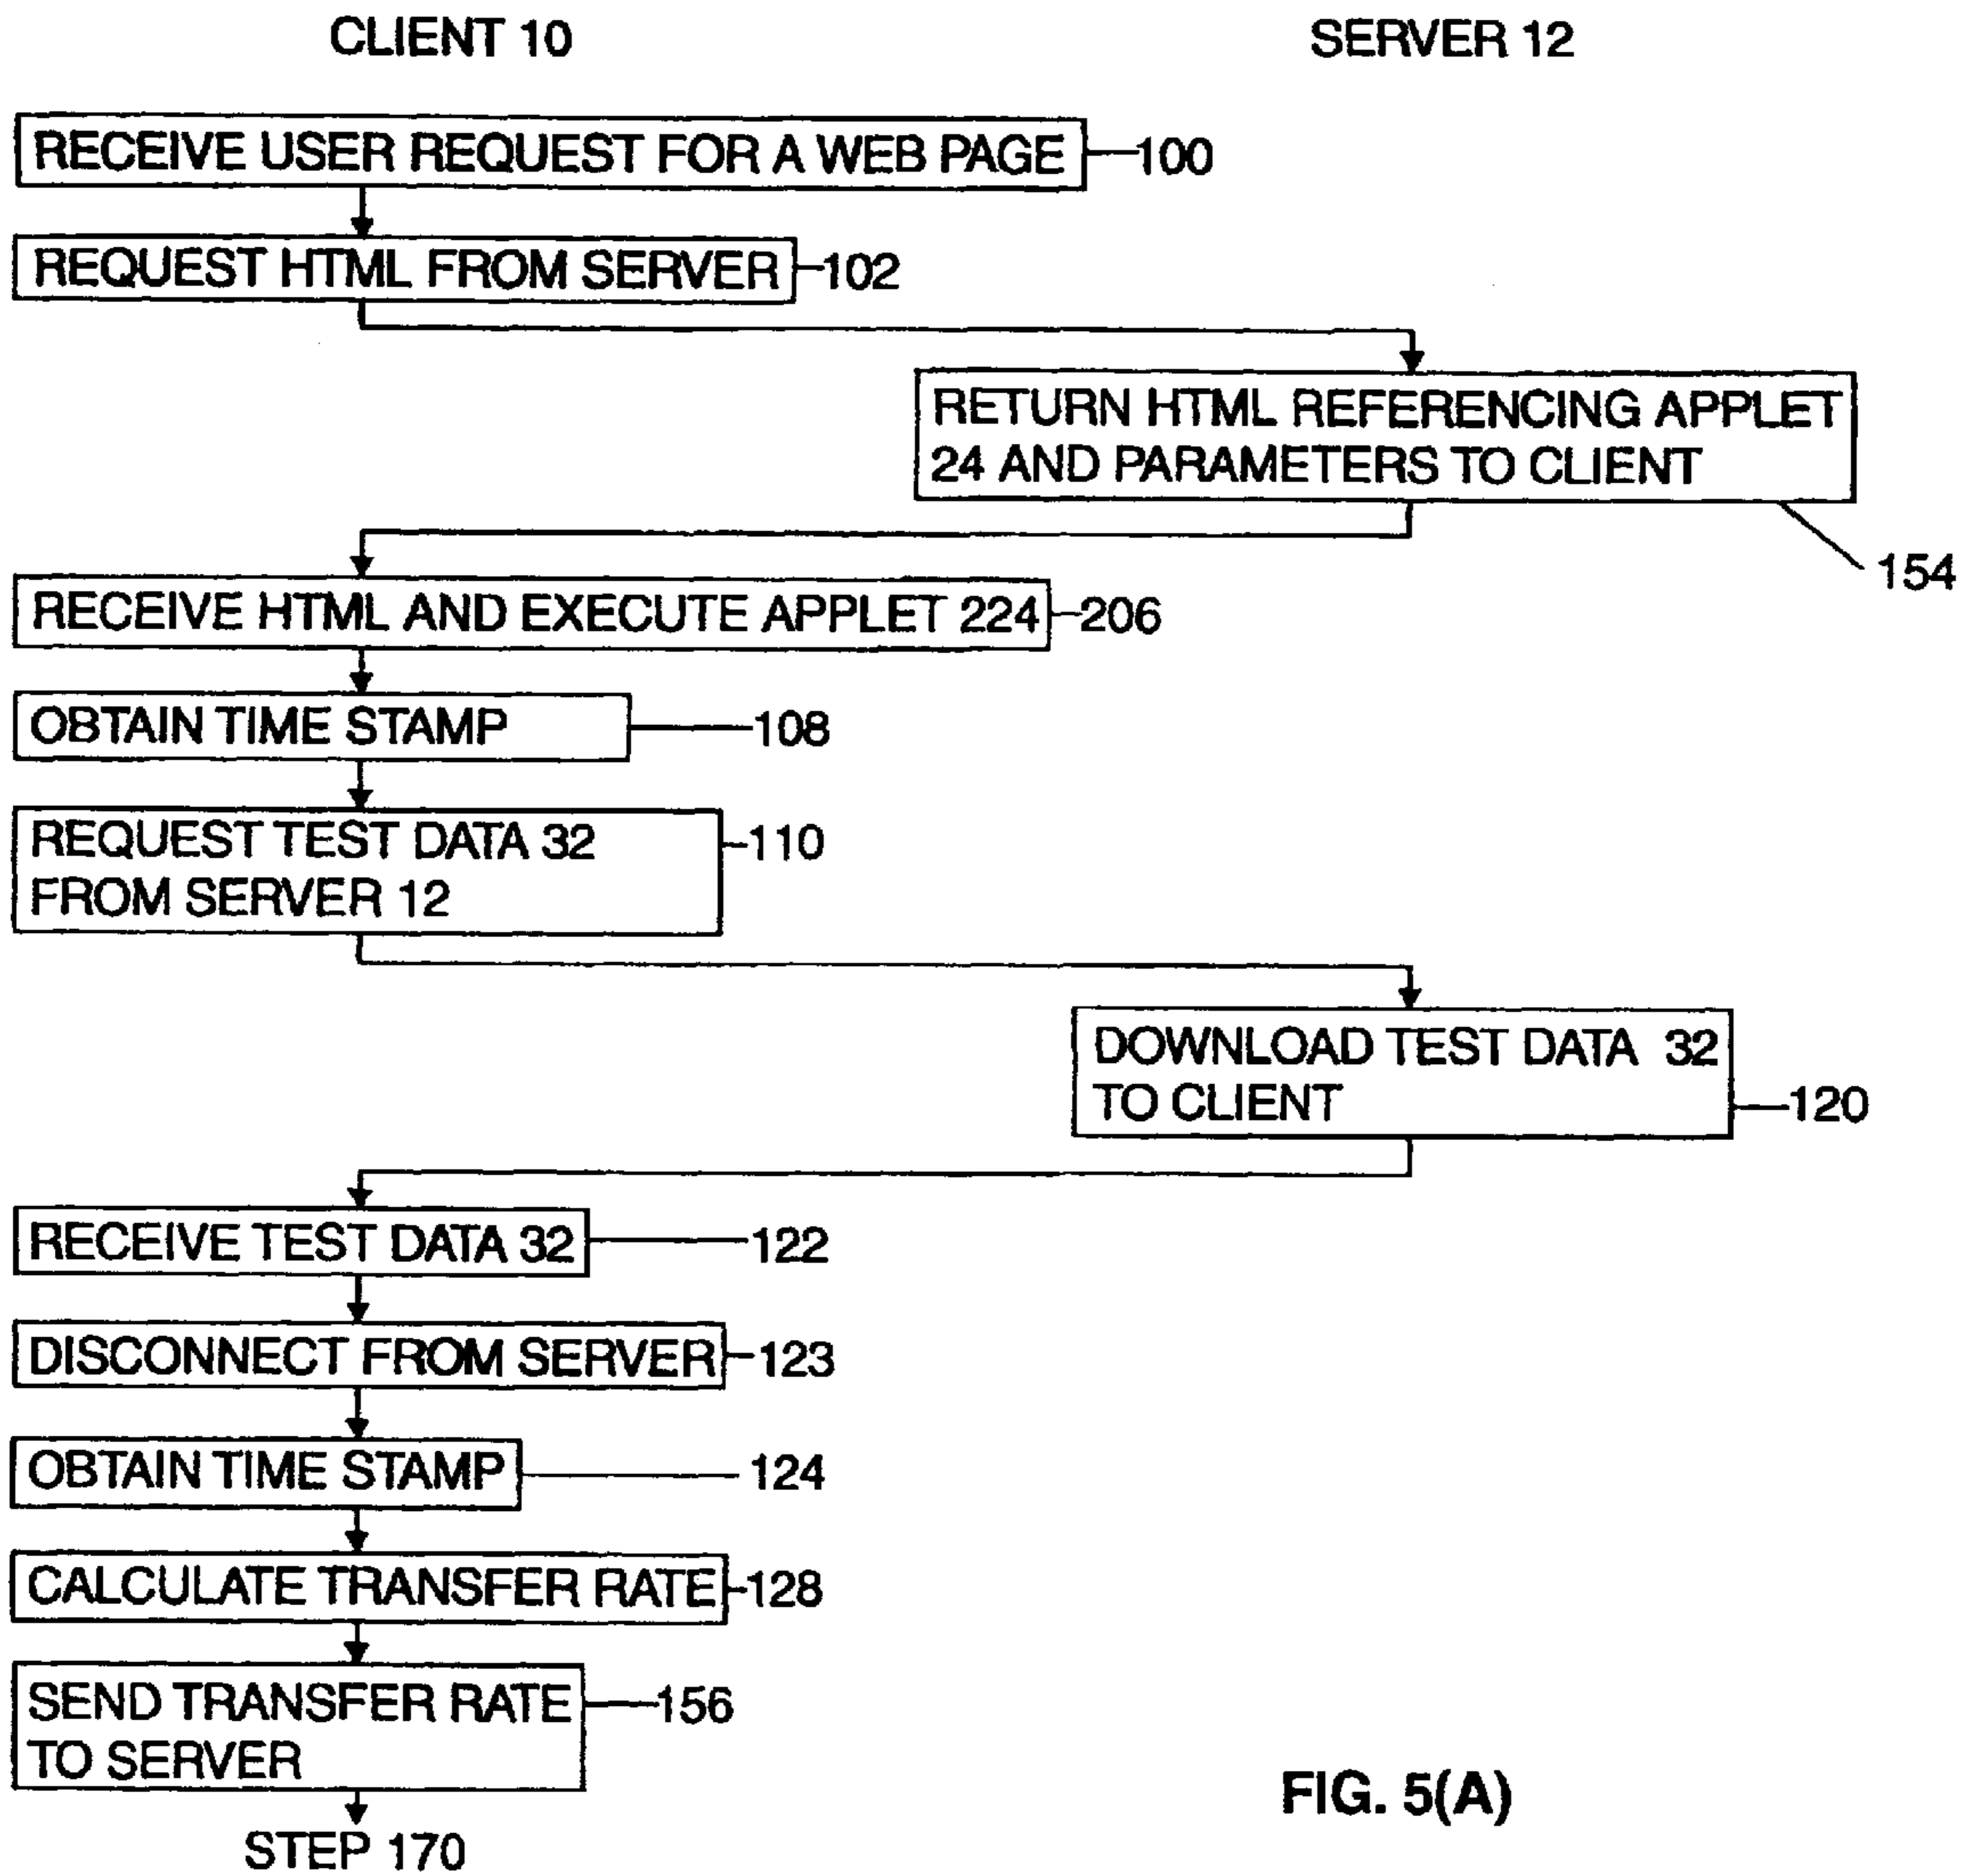 CLIENT 10
SERVER 12
RECEIVE USER REQUEST FOR A WEB PAGE
100
REQUEST HTML FROM SERVER
102
RETURN HTML REFERENCING APPLET
24 AND PARAMETERS TO CLIENT
154
RECEIVE HTML AND EXECUTE APPLET 224
206
OBTAIN TIME STAMP
108
REQUEST TEST DATA 32
FROM SERVER 12
110
DOWNLOAD TEST DATA 32
TO CLIENT
120
RECEIVE TEST DATA 32
122
DISCONNECT FROM SERVER
123
OBTAIN TIME STAMP
124
CALCULATE TRANSFER RATE
128
SEND TRANSFER RATE
TO SERVER
156
STEP 170
FIG. 5(A)